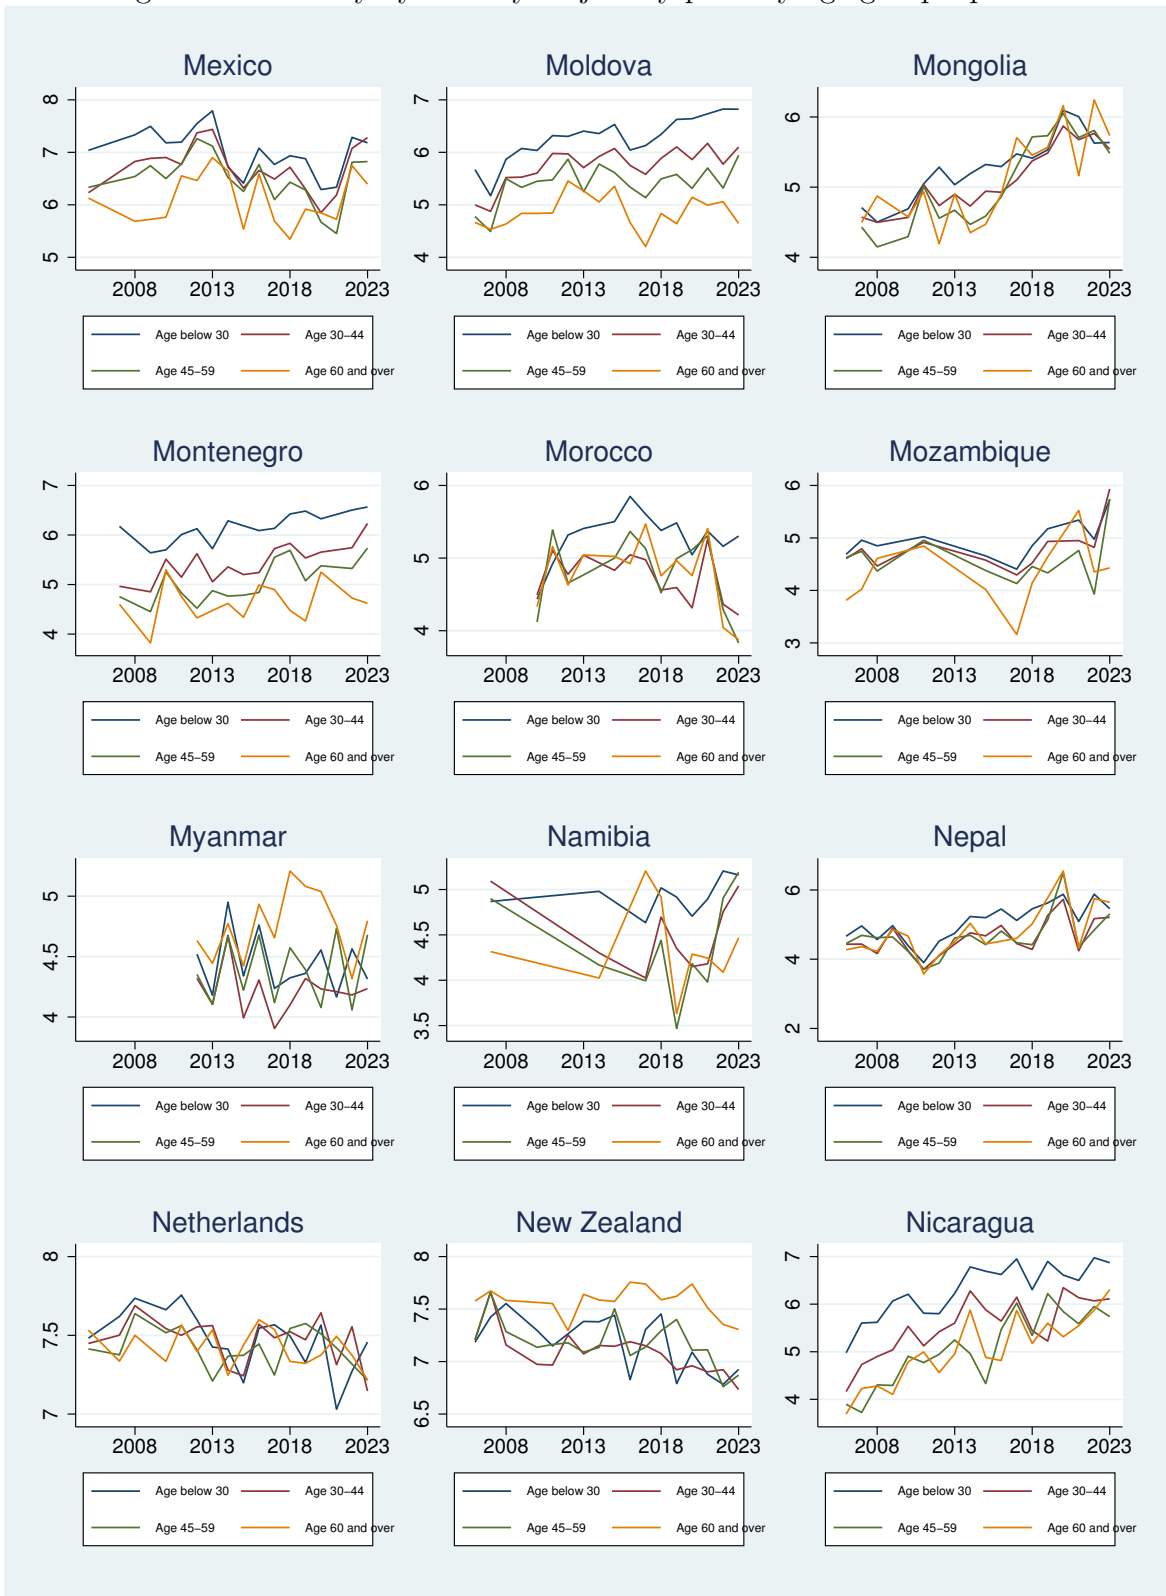 Mexico
8
7
6
5
2008 2013 2018 2023
Age below 30 Age 30−44
Age 45−59 Age 60 and over
Moldova
7
6
5
4
2008 2013 2018 2023
Age below 30 Age 30−44
Age 45−59 Age 60 and over
Mongolia
6
5
4
2008 2013 2018 2023
Age below 30 Age 30−44
Age 45−59 Age 60 and over
Montenegro
7
6
5
4
2008 2013 2018 2023
Age below 30 Age 30−44
Age 45−59 Age 60 and over
Morocco
6
5
4
2008 2013 2018 2023
Age below 30 Age 30−44
Age 45−59 Age 60 and over
Mozambique
6
5
4
3
2008 2013 2018 2023
Age below 30 Age 30−44
Age 45−59 Age 60 and over
Myanmar
5
4.5
4
2008 2013 2018 2023
Age below 30 Age 30−44
Age 45−59 Age 60 and over
Namibia
5
4.5
4
3.5
2008 2013 2018 2023
Age below 30 Age 30−44
Age 45−59 Age 60 and over
Nepal
6
4
2
2008 2013 2018 2023
Age below 30 Age 30−44
Age 45−59 Age 60 and over
Netherlands
8
7.5
7
2008 2013 2018 2023
Age below 30 Age 30−44
Age 45−59 Age 60 and over
New Zealand
8
7.5
7
6.5
2008 2013 2018 2023
Age below 30 Age 30−44
Age 45−59 Age 60 and over
Nicaragua
7
6
5
4
2008 2013 2018 2023
Age below 30 Age 30−44
Age 45−59 Age 60 and over